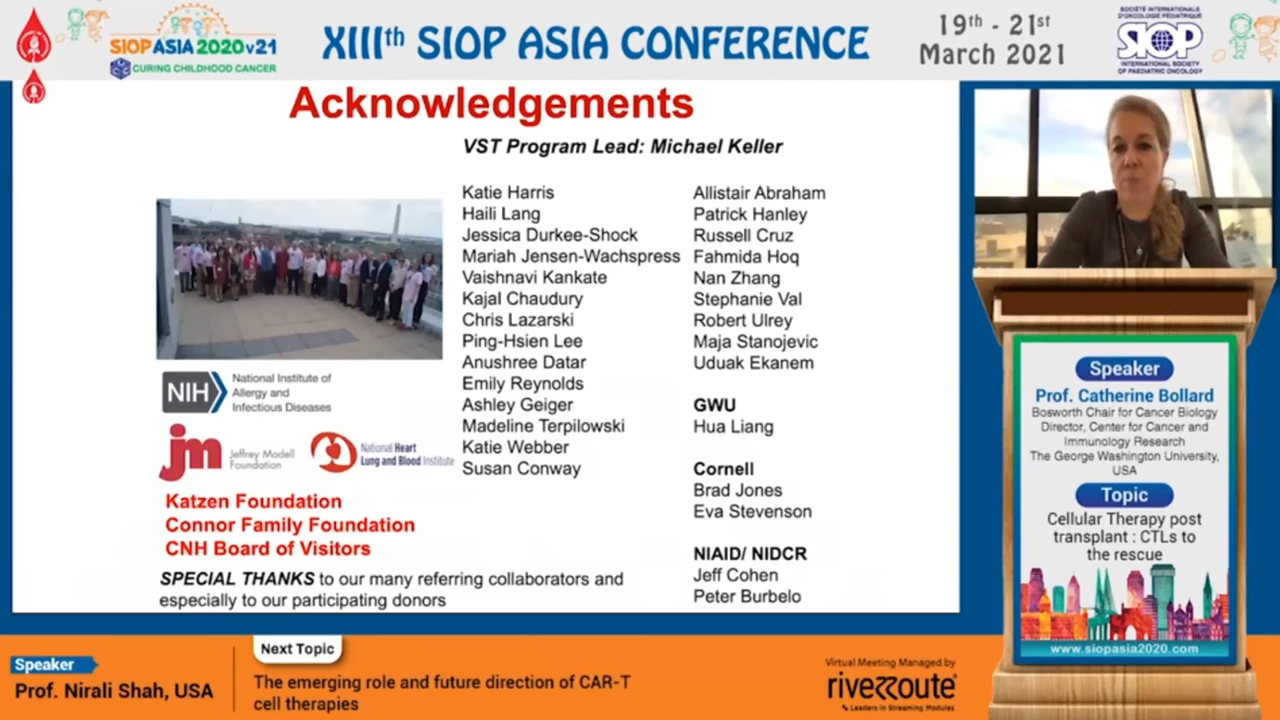 SIOP ASIA 2020 v21
CURING CHILDHOOD CANCER
XIIIth SIOP ASIA CONFERENCE
19th - 21st
March 2021
SOCIÉTÉ INTERNATIONALE
D'ONCOLOGIE PÉDIATRIQUE
SIOP
INTERNATIONAL SOCIETY
OF PAEDIATRIC ONCOLOGY
Acknowledgements
VST Program Lead: Michael Keller
Katie Harris
Haili Lang
Jessica Durkee-Shock
Mariah Jensen-Wachspress
Vaishnavi Kankate
Kajal Chaudury
Chris Lazarski
Ping-Hsien Lee
Anushree Datar
Emily Reynolds
Ashley Geiger
Madeline Terpilowski
Katie Webber
Susan Conway
Allistair Abraham
Patrick Hanley
Russell Cruz
Fahmida Hoq
Nan Zhang
Stephanie Val
Robert Ulrey
Maja Stanojevic
Uduak Ekanem
GWU
Hua Liang
Cornell
Brad Jones
Eva Stevenson
NIAID/ NIDCR
Jeff Cohen
Peter Burbelo
NIH
National Institute of
Allergy and
Infectious Diseases
jm
Jeffrey Modell
Foundation
National Heart
Lung and Blood Institute
Katzen Foundation
Connor Family Foundation
CNH Board of Visitors
SPECIAL THANKS to our many referring collaborators and
especially to our participating donors
Speaker
Prof. Catherine Bollard
Bosworth Chair for Cancer Biology
Director, Center for Cancer and
Immunology Research
The George Washington University,
USA
Topic
Cellular Therapy post
transplant : CTLs to
the rescue
www.siopasia2020.com
Speaker
Prof. Nirali Shah, USA
Next Topic
The emerging role and future direction of CAR-T
cell therapies
Virtual Meeting Managed by
riveRroute
Leaders in Streaming Modules